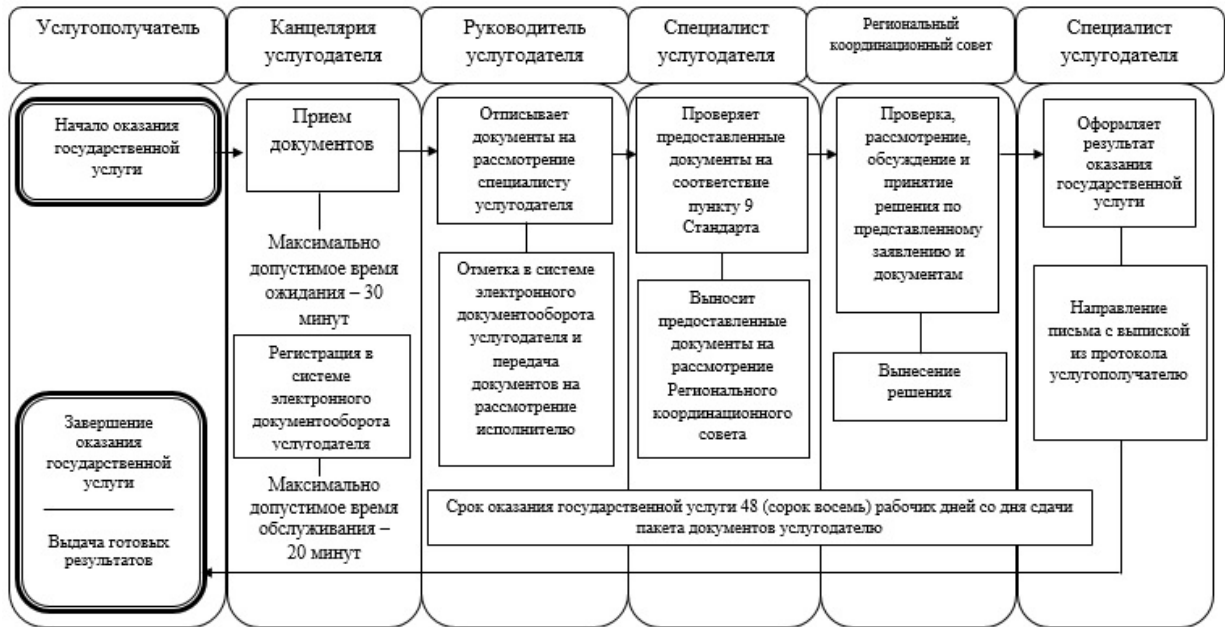 Услугополучатель
Канцелярия
услугодателя
Руководитель
услугодателя
Специалист
услугодателя
Региональный
координационный совет
Специалист
услугодателя
Начало оказания
государственной
услуги
Завершение
оказания
государственной
услуги
Выдача готовых
результатов
Прием
документов
Максимально
допустимое время
ожидания – 30
минут
Регистрация в
системе
электронного
документооборота
услугодателя
Максимально
допустимое время
обслуживания –
20 минут
Отписывает
документы на
рассмотрение
специалисту
услугодателя
Отметка в системе
электронного
документооборота
услугодателя и
передача
документов на
рассмотрение
исполнителю
Проверяет
предоставленные
документы на
соответствие
пункту 9
Стандарта
Выносит
предоставленные
документы на
рассмотрение
Регионального
координационного
совета
Проверка,
рассмотрение,
обсуждение и
принятие
решения по
представленному
заявлению и
документам
Вынесение
решения
Оформляет
результат
оказания
государственной
услуги
Направление
письма с выпиской
из протокола
услугополучателю
Срок оказания государственной услуги 48 (сорок восемь) рабочих дней со дня сдачи
пакета документов услугодателю